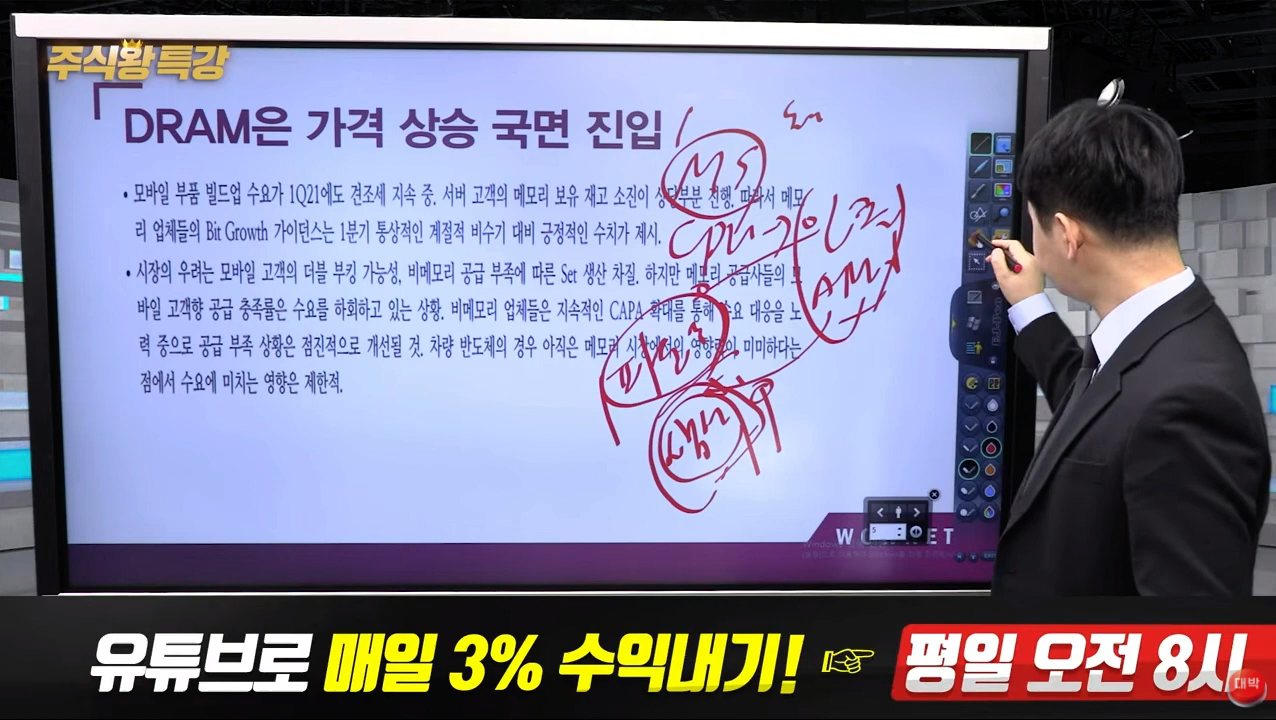 주식왕 특강
DRAM은 가격 상승 국면 진입
• 모바일 부품 빌드업 수요가 1Q21에도 견조세 지속 중. 서버 고객의 메모리 보유 재고 소진이 상당부분 진행. 따라서 메모
리 업체들의 Bit Growth 가이던스는 1분기 통상적인 계절적 비수기 대비 긍정적인 수치가 제시.
• 시장의 우려는 모바일 고객의 더블 부킹 가능성, 비메모리 공급 부족에 따른 Set 생산 차질. 하지만 메모리 공급사들의 모
바일 고객향 공급 충족률은 수요를 하회하고 있는 상황. 비메모리 업체들은 지속적인 CAPA 확대를 통해 수요 대응을 노
력 중으로 공급 부족 상황은 점진적으로 개선될 것. 차량 반도체의 경우 아직은 메모리 시장에서의 영향력이 미미하다는
점에서 수요에 미치는 영향은 제한적.
MS
CPU
파
5
유튜브로 매일 3% 수익내기! 평일 오전 8시
대박